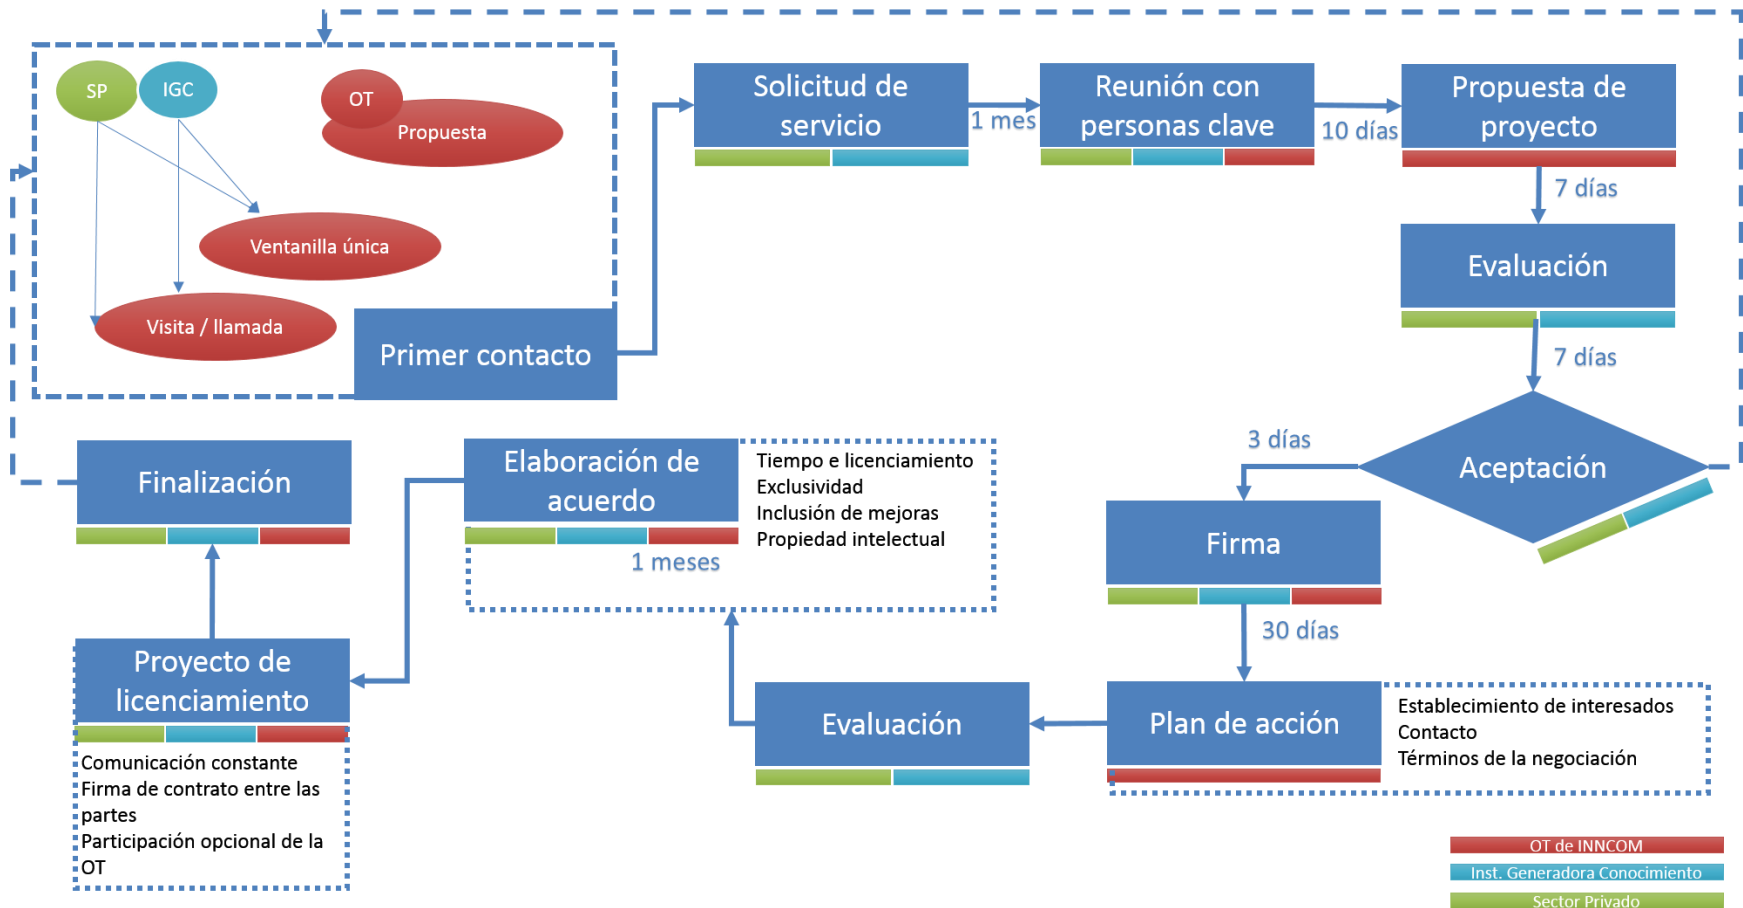 SP
IGC
OT
Propuesta
Ventanilla única
Visita / llamada
Primer contacto
Solicitud de
servicio
1 mes
Reunión con
personas clave
10 días
Propuesta de
proyecto
7 días
Evaluación
7 días
Aceptación
3 días
Firma
30 días
Plan de acción
Establecimiento de interesados
Contacto
Términos de la negociación
Evaluación
Elaboración de
acuerdo
1 meses
Tiempo e licenciamiento
Exclusividad
Inclusión de mejoras
Propiedad intelectual
Proyecto de
licenciamiento
Comunicación constante
Firma de contrato entre las
partes
Participación opcional de la
OT
Finalización
OT de INNCOM
Inst. Generadora Conocimiento
Sector Privado